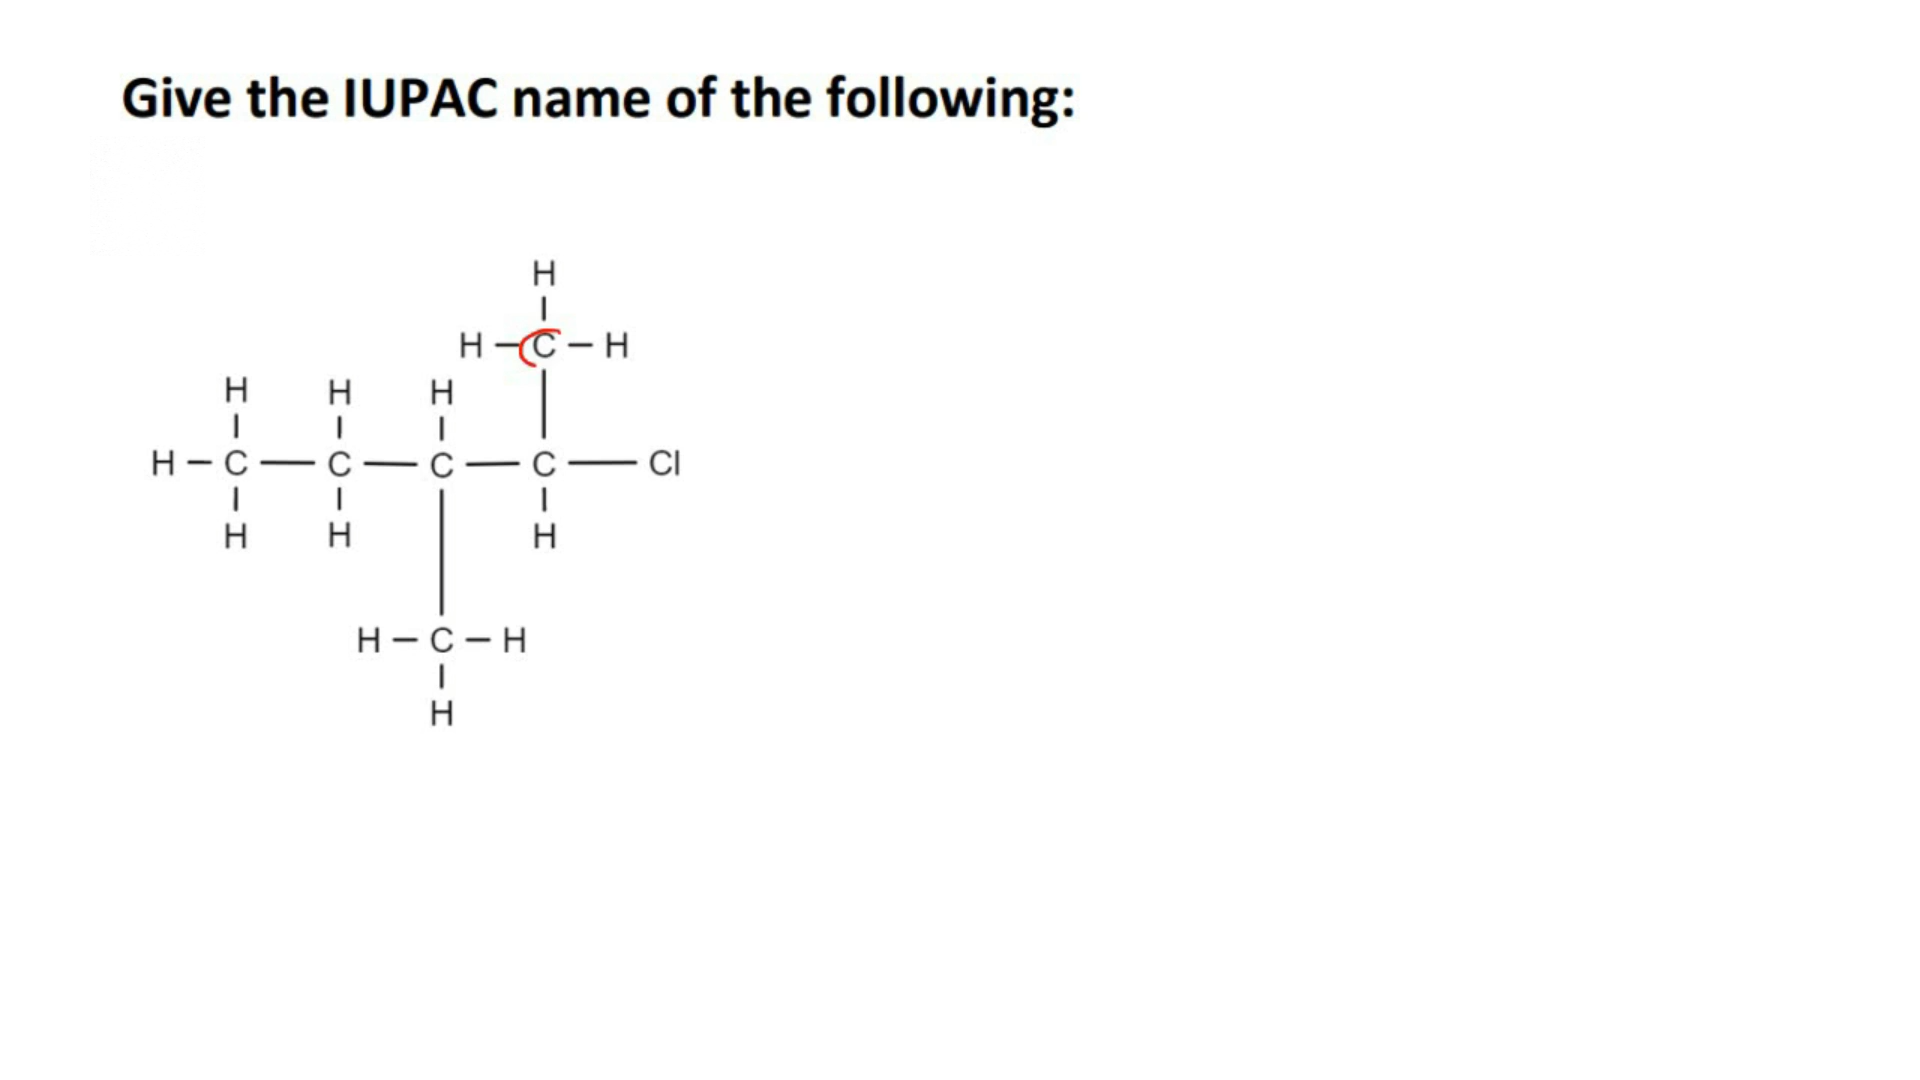 Give the IUPAC name of the following:
H
H – C – H
H H H
H – C – C – C – C – Cl
H H H
H – C – H
H